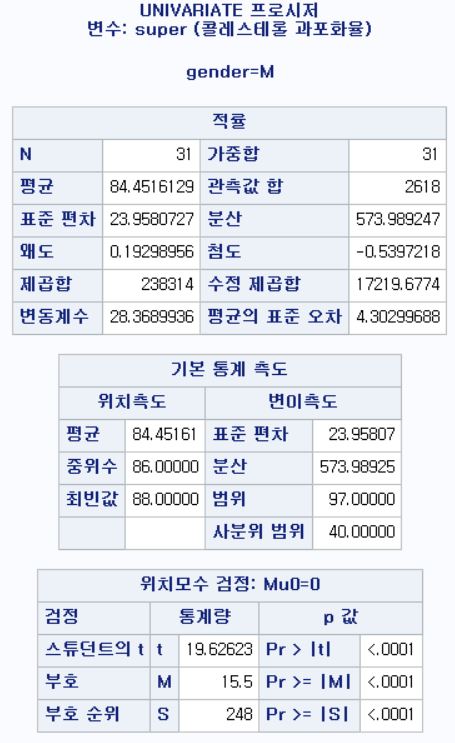 UNIVARIATE 프로시저
변수: super (콜레스테롤 과포화율)
gender=M
적률
N 31 가중합 31
평균 84.4516129 관측값 합 2618
표준 편차 23.9580727 분산 573.989247
왜도 0.19298956 첨도 -0.5397218
제곱합 238314 수정 제곱합 17219.6774
변동계수 28.3689936 평균의 표준 오차 4.30299688
기본 통계 측도
위치측도 변이측도
평균 84.45161 표준 편차 23.95807
중위수 86.00000 분산 573.98925
최빈값 88.00000 범위 97.00000
사분위 범위 40.00000
위치모수 검정: Mu0=0
검정 통계량 p 값
스튜던트의 t t 19.62623 Pr > |t| <.0001
부호 M 15.5 Pr >= |M| <.0001
부호 순위 S 248 Pr >= |S| <.0001